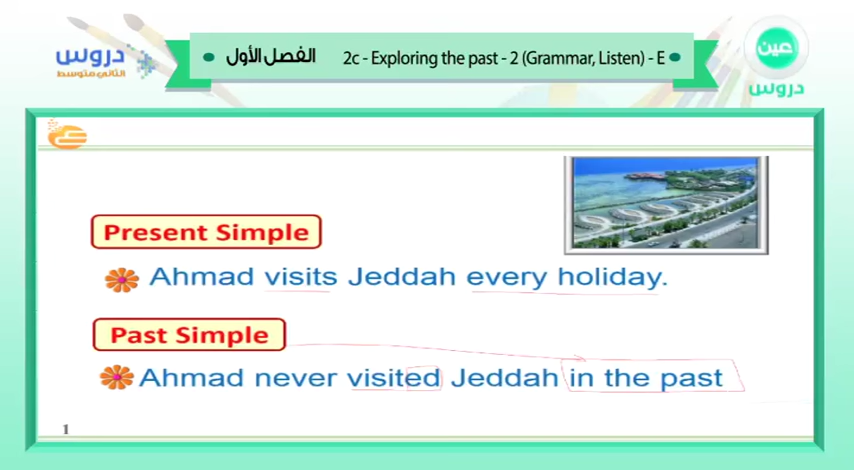 دروس
الثاني متوسط
الفصل الأول
2c - Exploring the past - 2 (Grammar, Listen) - E
عين
دروس
Present Simple
Ahmad visits Jeddah every holiday.
Past Simple
Ahmad never visited Jeddah in the past
1